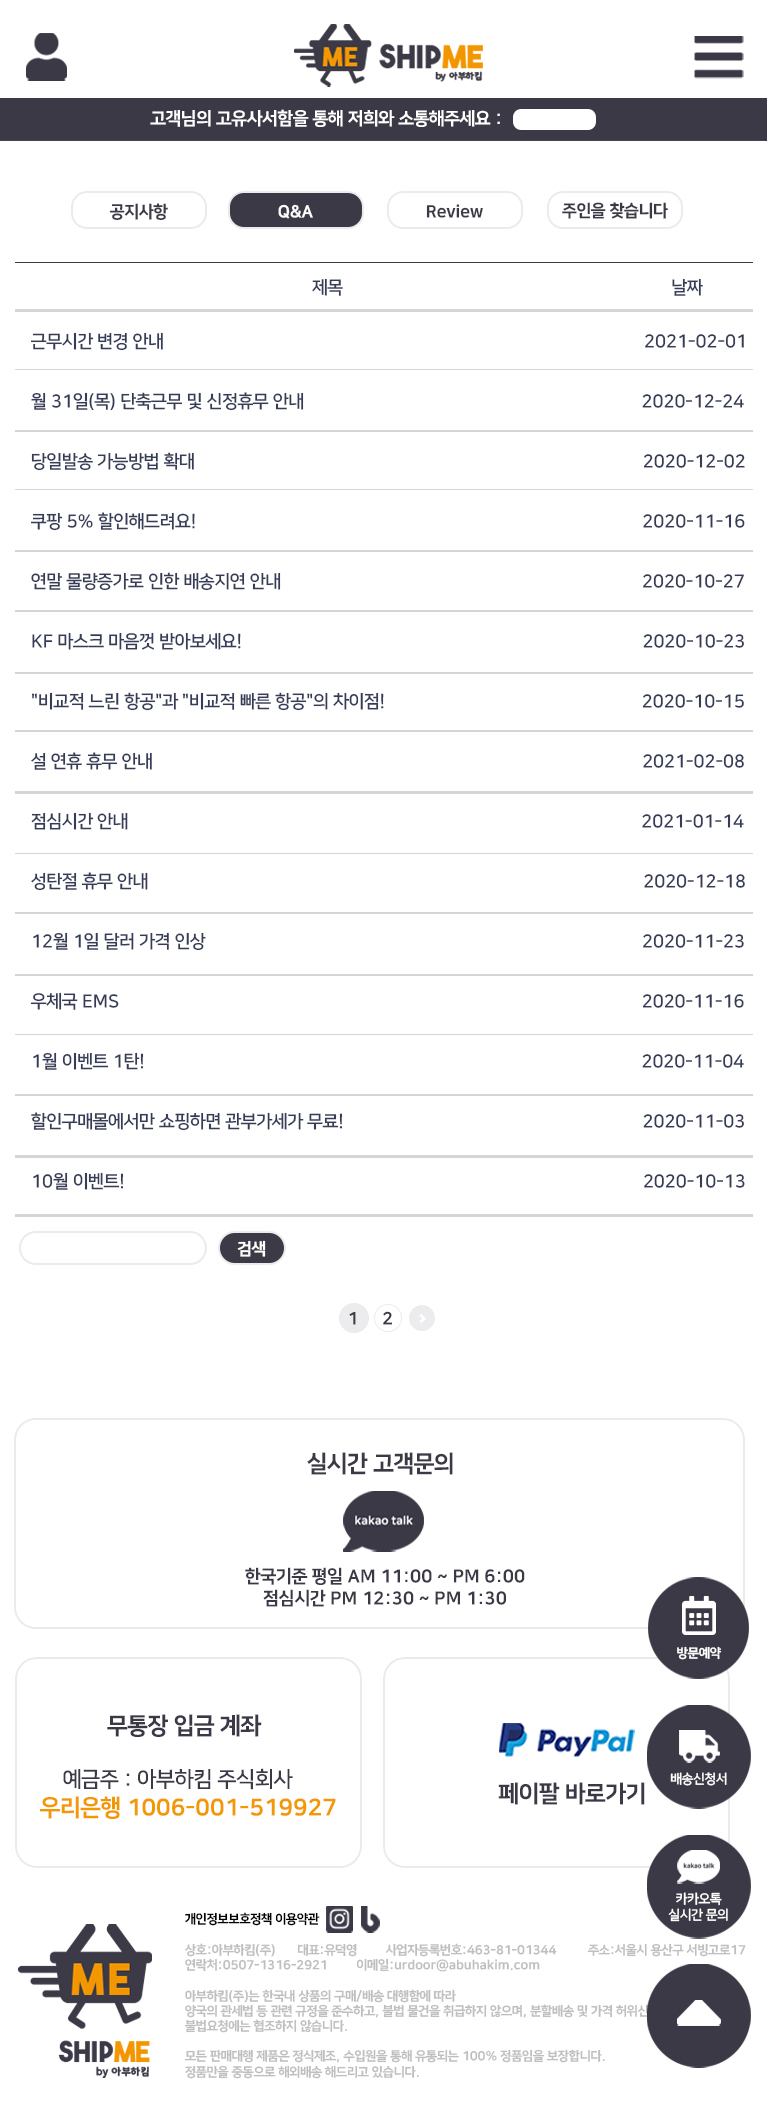 ME SHIPME
by 아부하킴
고객님의 고유사서함을 통해 저희와 소통해주세요 :
공지사항 Q&A Review 주인을 찾습니다
제목 날짜
근무시간 변경 안내 2021-02-01
월 31일(목) 단축근무 및 신정휴무 안내 2020-12-24
당일발송 가능방법 확대 2020-12-02
쿠팡 5% 할인해드려요! 2020-11-16
연말 물량증가로 인한 배송지연 안내 2020-10-27
KF 마스크 마음껏 받아보세요! 2020-10-23
"비교적 느린 항공"과 "비교적 빠른 항공"의 차이점! 2020-10-15
설 연휴 휴무 안내 2021-02-08
점심시간 안내 2021-01-14
성탄절 휴무 안내 2020-12-18
12월 1일 달러 가격 인상 2020-11-23
우체국 EMS 2020-11-16
1월 이벤트 1탄! 2020-11-04
할인구매몰에서만 쇼핑하면 관부가세가 무료! 2020-11-03
10월 이벤트! 2020-10-13
검색
1 2
실시간 고객문의
kakao talk
한국기준 평일 AM 11:00 ~ PM 6:00
점심시간 PM 12:30 ~ PM 1:30
방문예약
무통장 입금 계좌
예금주 : 아부하킴 주식회사
우리은행 1006-001-519927
PayPal
페이팔 바로가기
배송신청서
kakao talk
카카오톡
실시간 문의
개인정보보호정책 이용약관
상호:아부하킴(주) 대표:유덕영 사업자등록번호:463-81-01344 주소:서울시 용산구 서빙고로17
연락처:0507-1316-2921 이메일:urdoor@abuhakim.com
아부하킴(주)는 한국내 상품의 구매/배송 대행함에 따라
양국의 관세법 등 관련 규정을 준수하고, 불법 물건을 취급하지 않으며, 분할배송 및 가격 허위신
불법요청에는 협조하지 않습니다.
모든 판매대행 제품은 정식제조, 수입원을 통해 유통되는 100% 정품임을 보장합니다.
정품만을 중동으로 해외배송 해드리고 있습니다.
ME
SHIPME
by 아부하킴